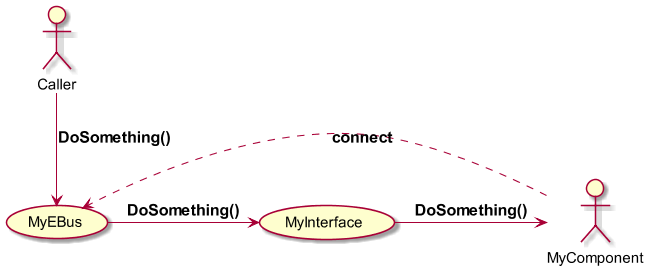 Caller
DoSomething()
connect
MyEBus
DoSomething()
MyInterface
DoSomething()
MyComponent